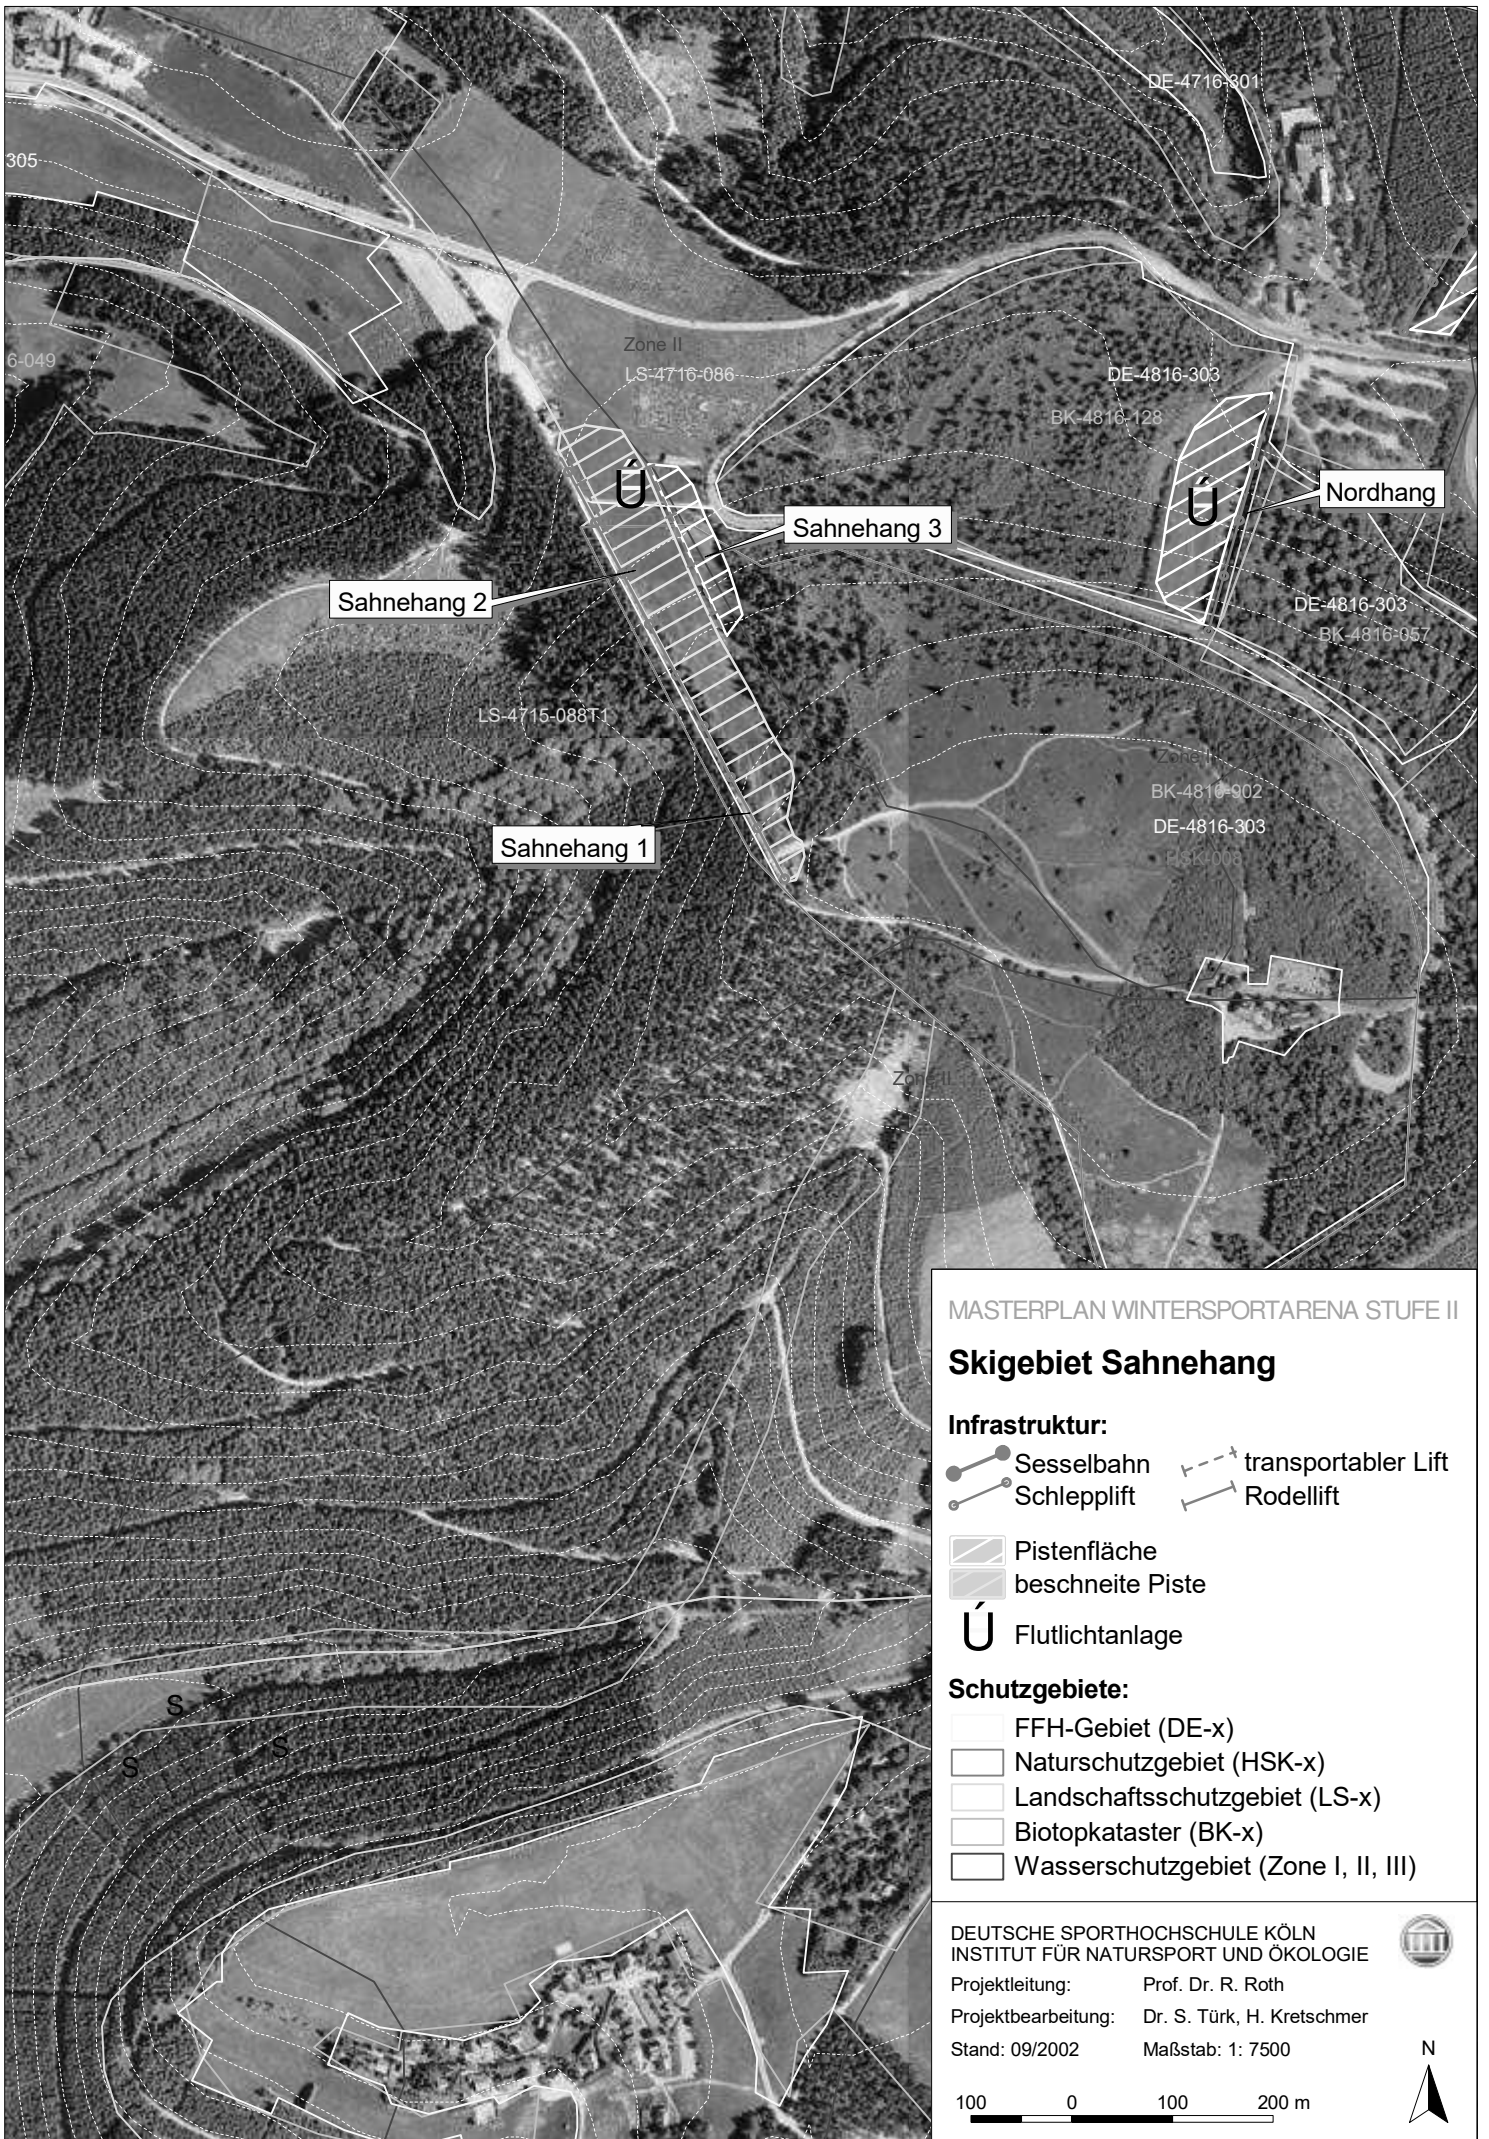 DE-4716-301
305
Zone II
LS-4716-086
6-049
DE-4816-303
BK-4816-128
Ú
Ú
Nordhang
Sahnehang 3
Sahnehang 2
DE-4816-303
BK-4816-057
LS-4715-088T1
BK-4816-902
DE-4816-303
Sahnehang 1
Zone II
S
S
S
MASTERPLAN WINTERSPORTARENA STUFE II
Skigebiet Sahnehang
Infrastruktur:
Sesselbahn
transportabler Lift
Schlepplift
Rodellift
Pistenfläche
beschneite Piste
Ú Flutlichtanlage
Schutzgebiete:
FFH-Gebiet (DE-x)
Naturschutzgebiet (HSK-x)
Landschaftsschutzgebiet (LS-x)
Biotopkataster (BK-x)
Wasserschutzgebiet (Zone I, II, III)
DEUTSCHE SPORTHOCHSCHULE KÖLN
INSTITUT FÜR NATURSPORT UND ÖKOLOGIE
Projektleitung: Prof. Dr. R. Roth
Projektbearbeitung: Dr. S. Türk, H. Kretschmer
Stand: 09/2002 Maßstab: 1: 7500
N
100 0 100 200 m